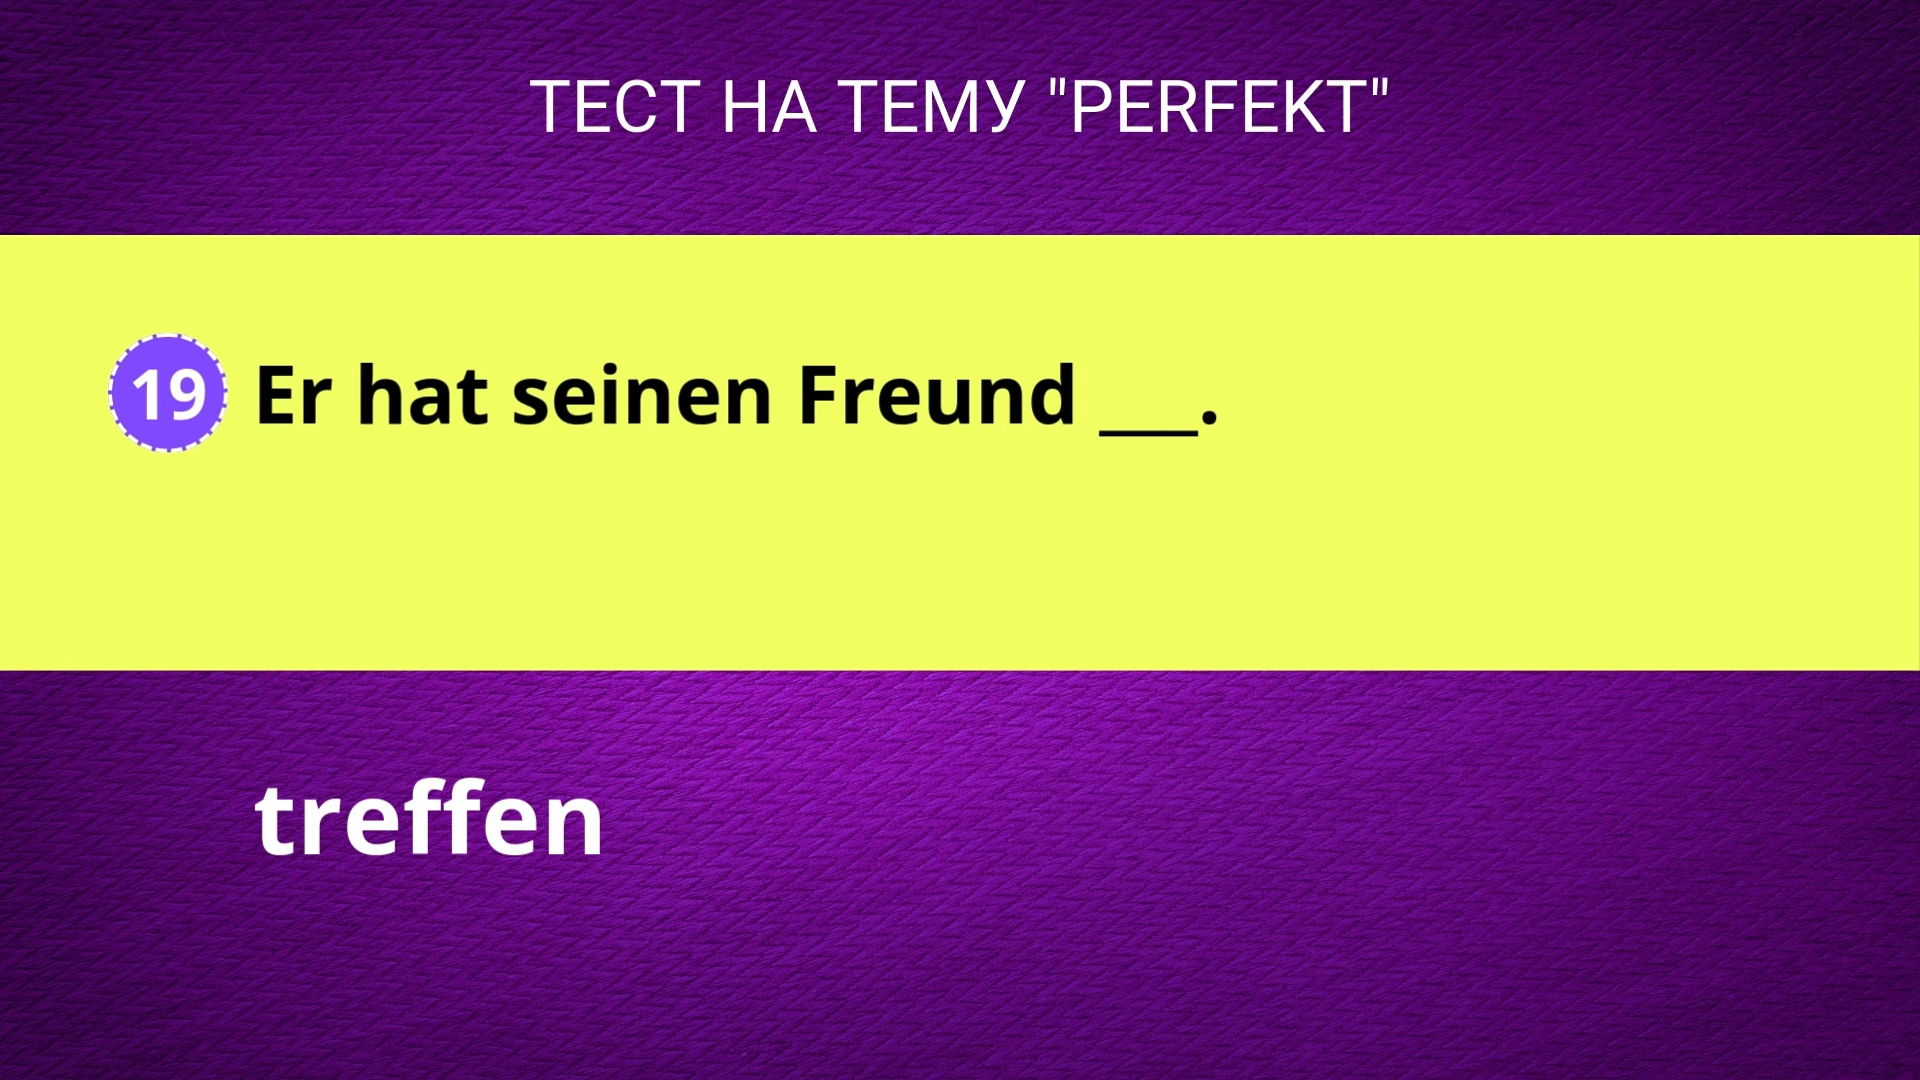 ТЕСТ НА ТЕМУ "PERFEKT"
19 Er hat seinen Freund ___.
treffen